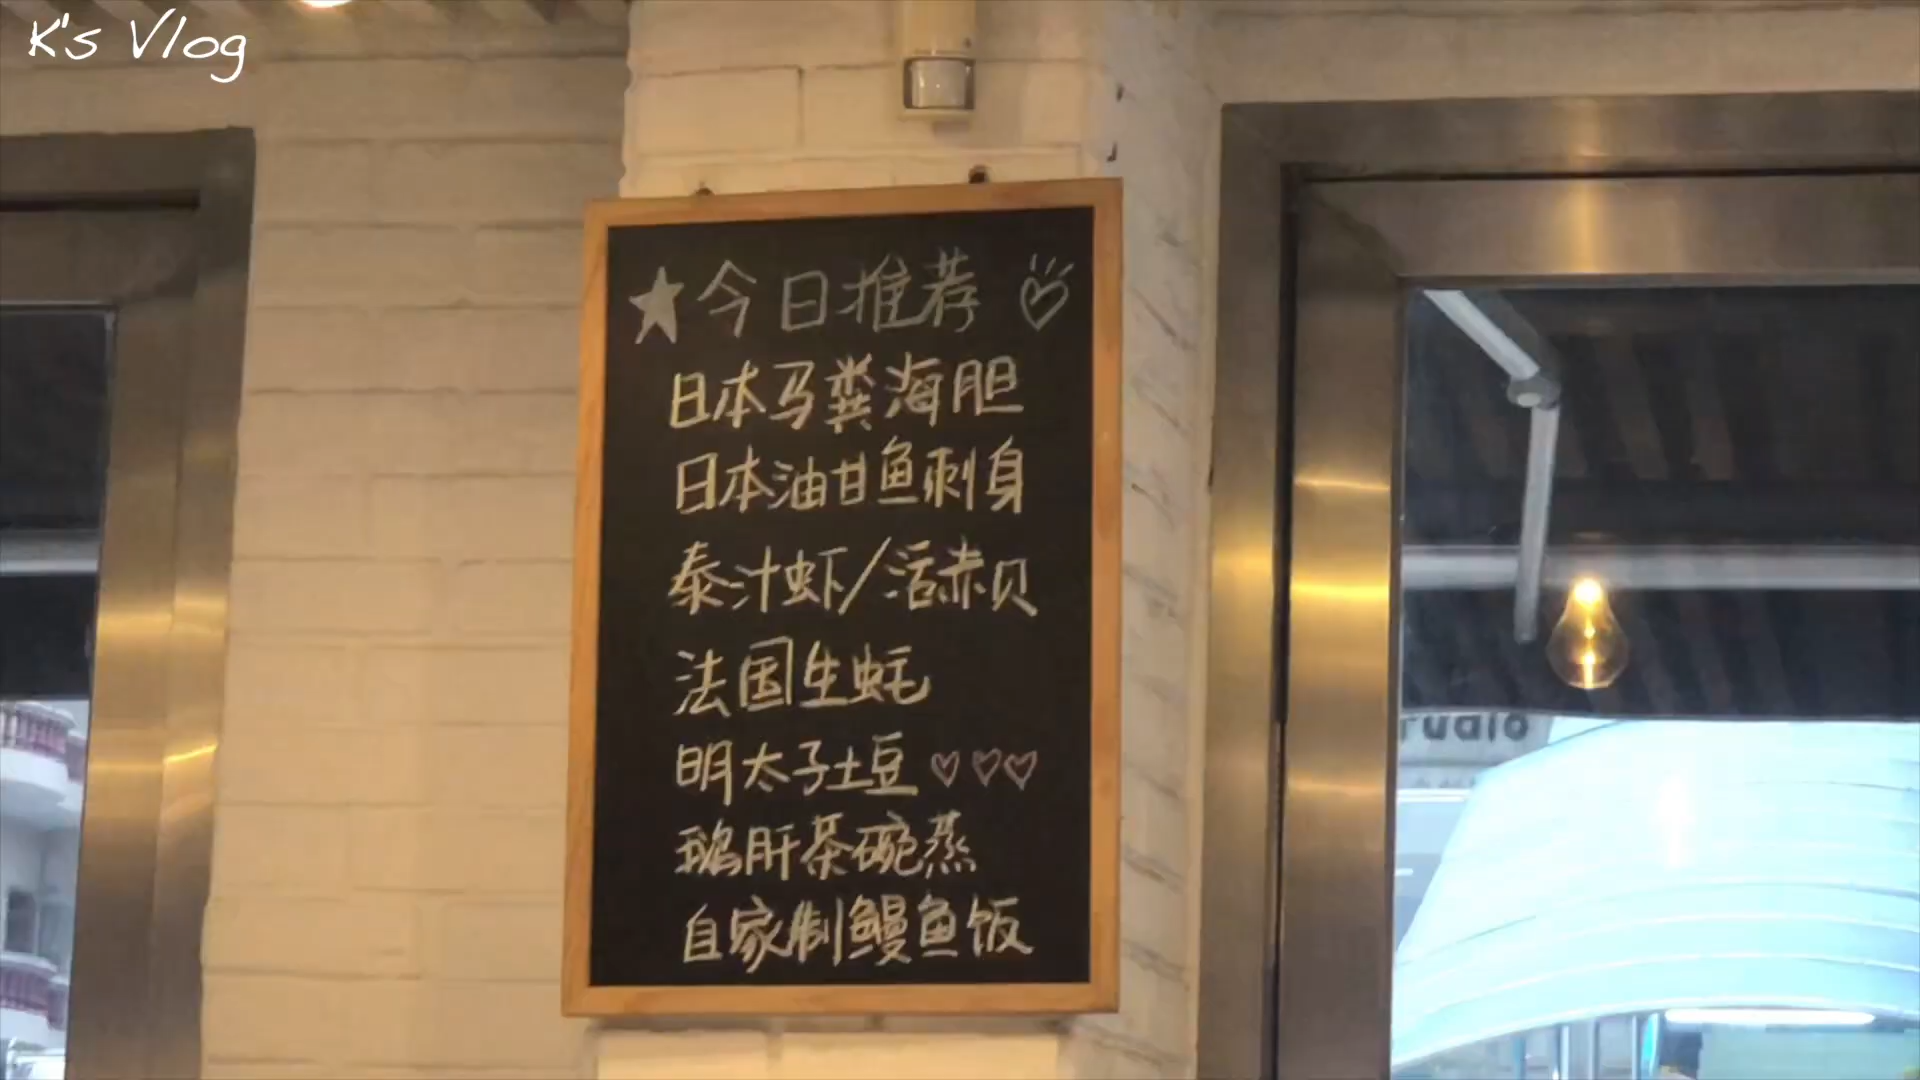 K's Vlog
今日推荐
日本马粪海胆
日本油甘鱼刺身
泰汁虾/活赤贝
法国生蚝
明太子土豆
鹅肝茶碗蒸
自家制鳗鱼饭